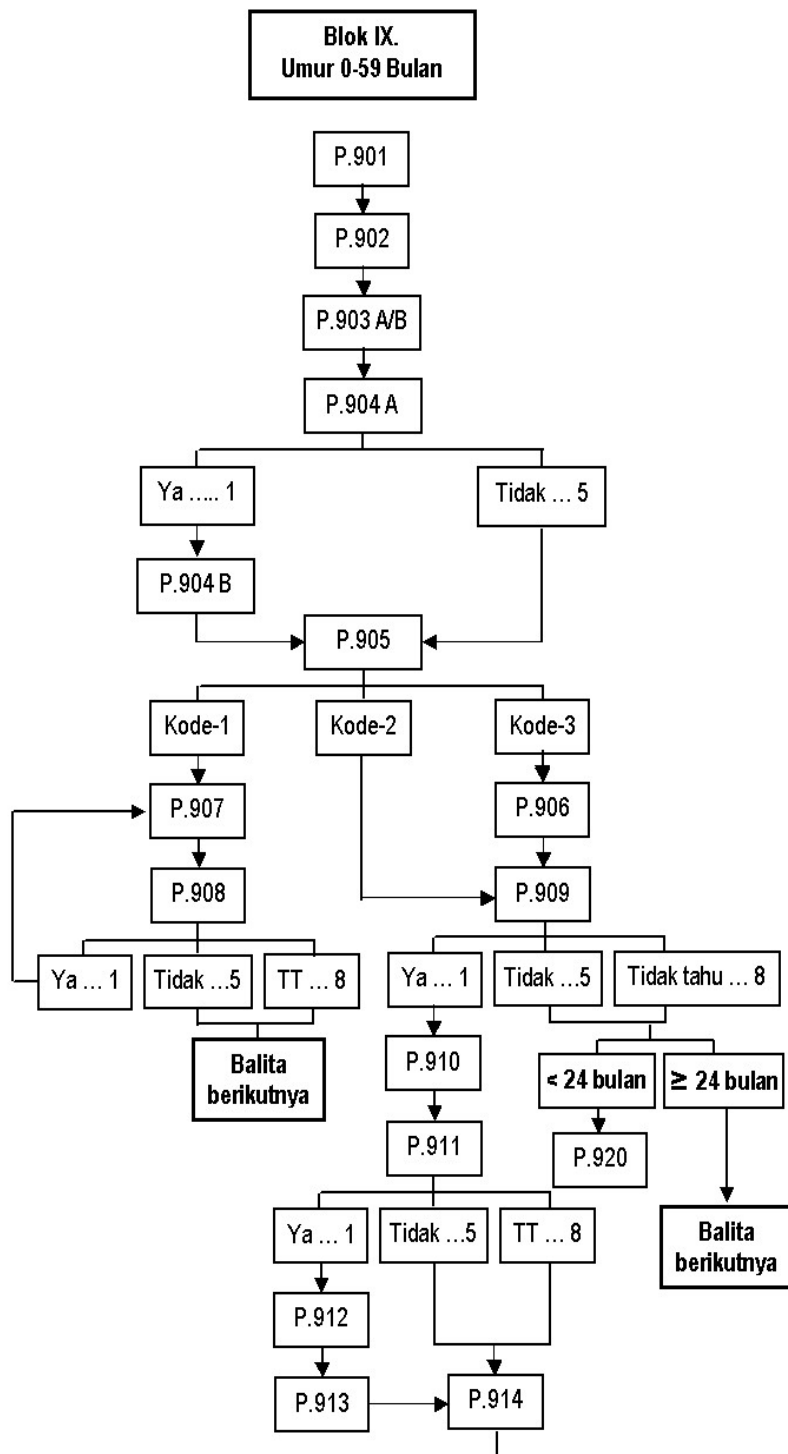 Blok IX.
Umur 0-59 Bulan
P.901
P.902
P.903 A/B
P.904 A
Ya ..... 1
Tidak ... 5
P.904 B
P.905
Kode-1
Kode-2
Kode-3
P.907
P.906
P.908
P.909
Ya ... 1
Tidak ...5
TT ... 8
Ya ... 1
Tidak ...5
Tidak tahu ... 8
Balita
berikutnya
P.910
< 24 bulan
≥ 24 bulan
P.911
P.920
Ya ... 1
Tidak ...5
TT ... 8
Balita
berikutnya
P.912
P.913
P.914